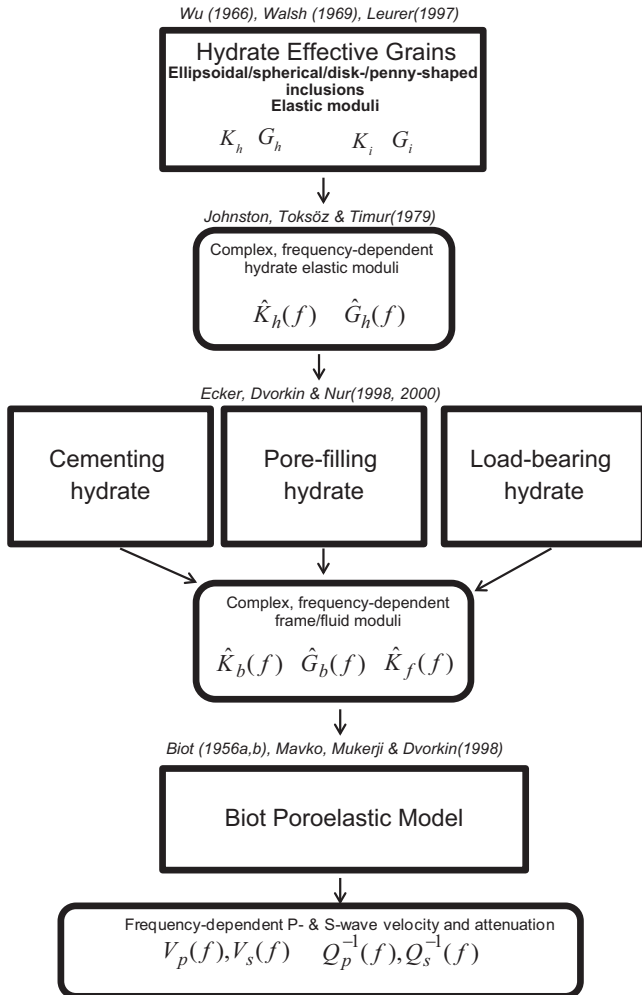 Wu (1966), Walsh (1969), Leurer(1997)
Hydrate Effective Grains
Ellipsoidal/spherical/disk-/penny-shaped
inclusions
Elastic moduli
K_h G_h K_i G_i
Johnston, Toksöz & Timur(1979)
Complex, frequency-dependent
hydrate elastic moduli
K̂_h(f) Ĝ_h(f)
Ecker, Dvorkin & Nur(1998, 2000)
Cementing
hydrate
Pore-filling
hydrate
Load-bearing
hydrate
Complex, frequency-dependent
frame/fluid moduli
K̂_b(f) Ĝ_b(f) K̂_f(f)
Biot (1956a,b), Mavko, Mukerji & Dvorkin(1998)
Biot Poroelastic Model
Frequency-dependent P- & S-wave velocity and attenuation
V_p(f),V_s(f) Q_p^{-1}(f),Q_s^{-1}(f)